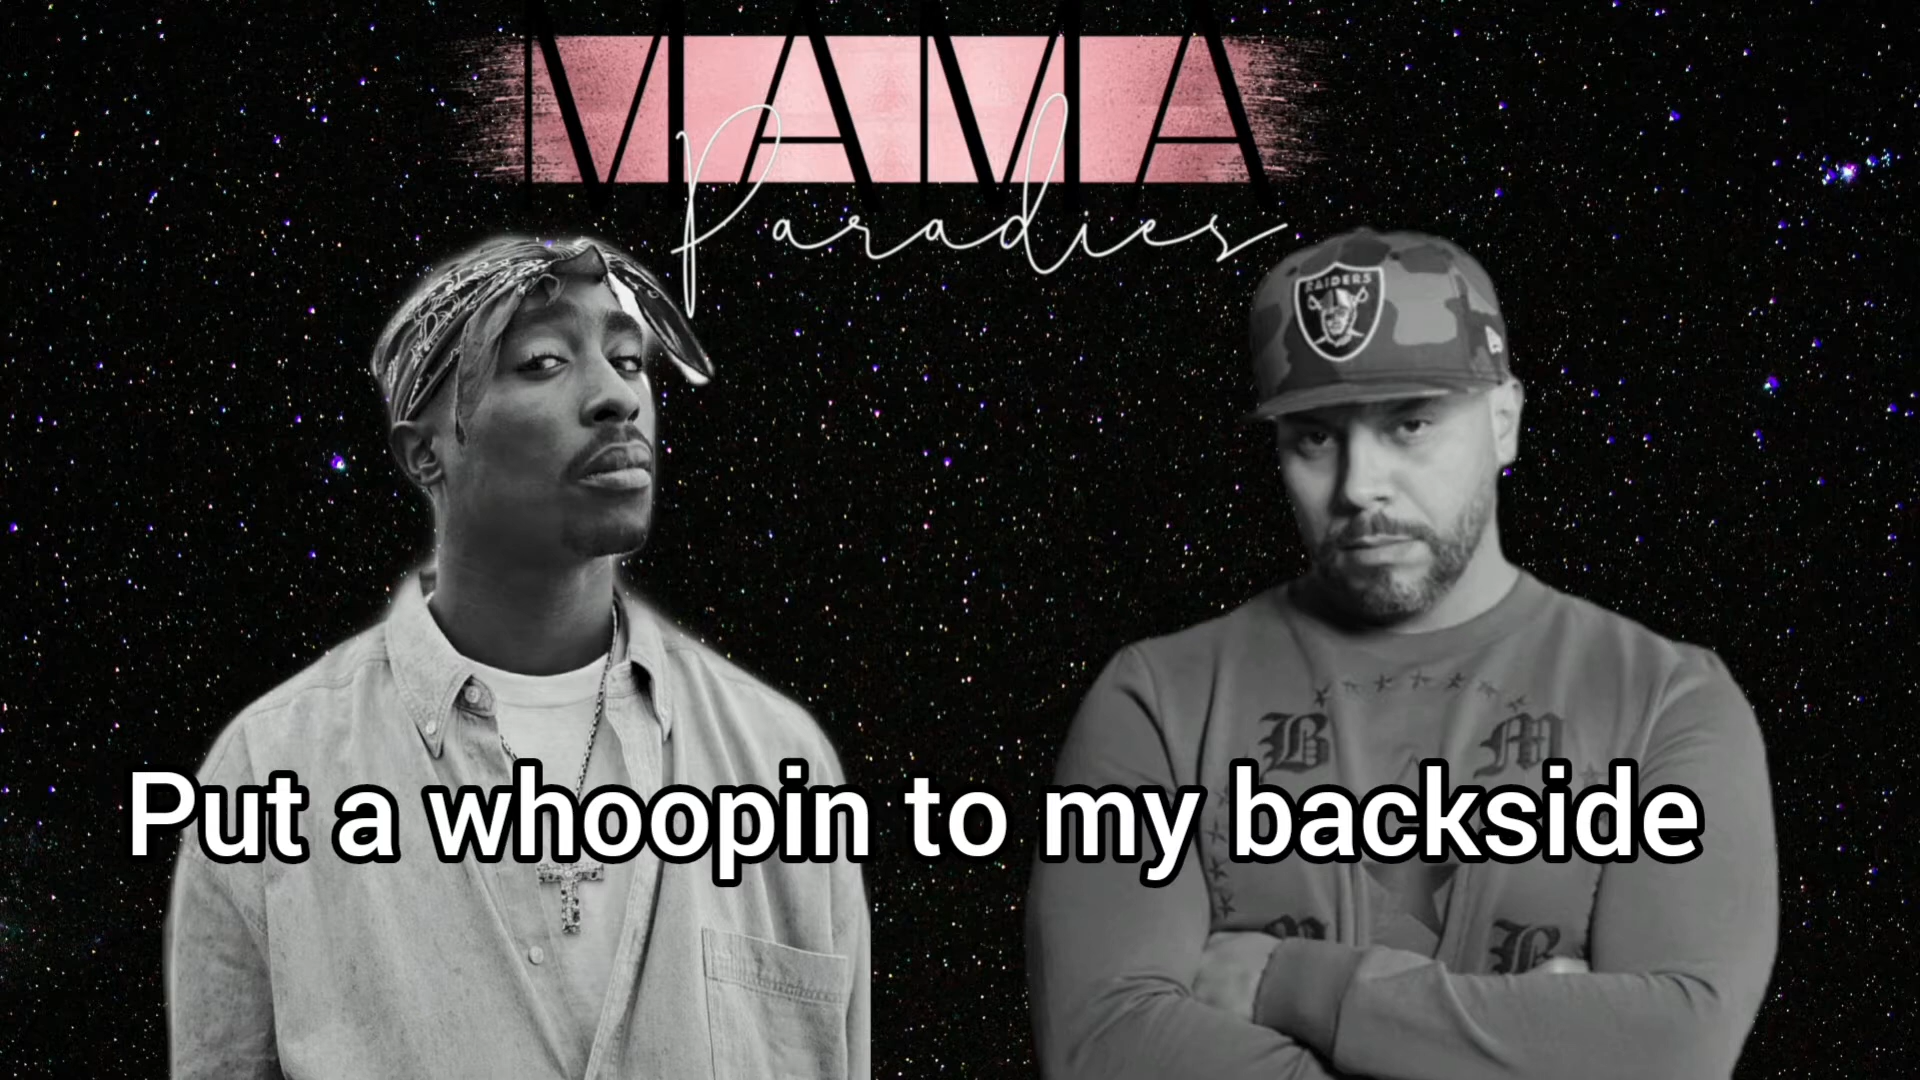 MAMA
Paradies
RAIDERS
B M
Put a whoopin to my backside
M B